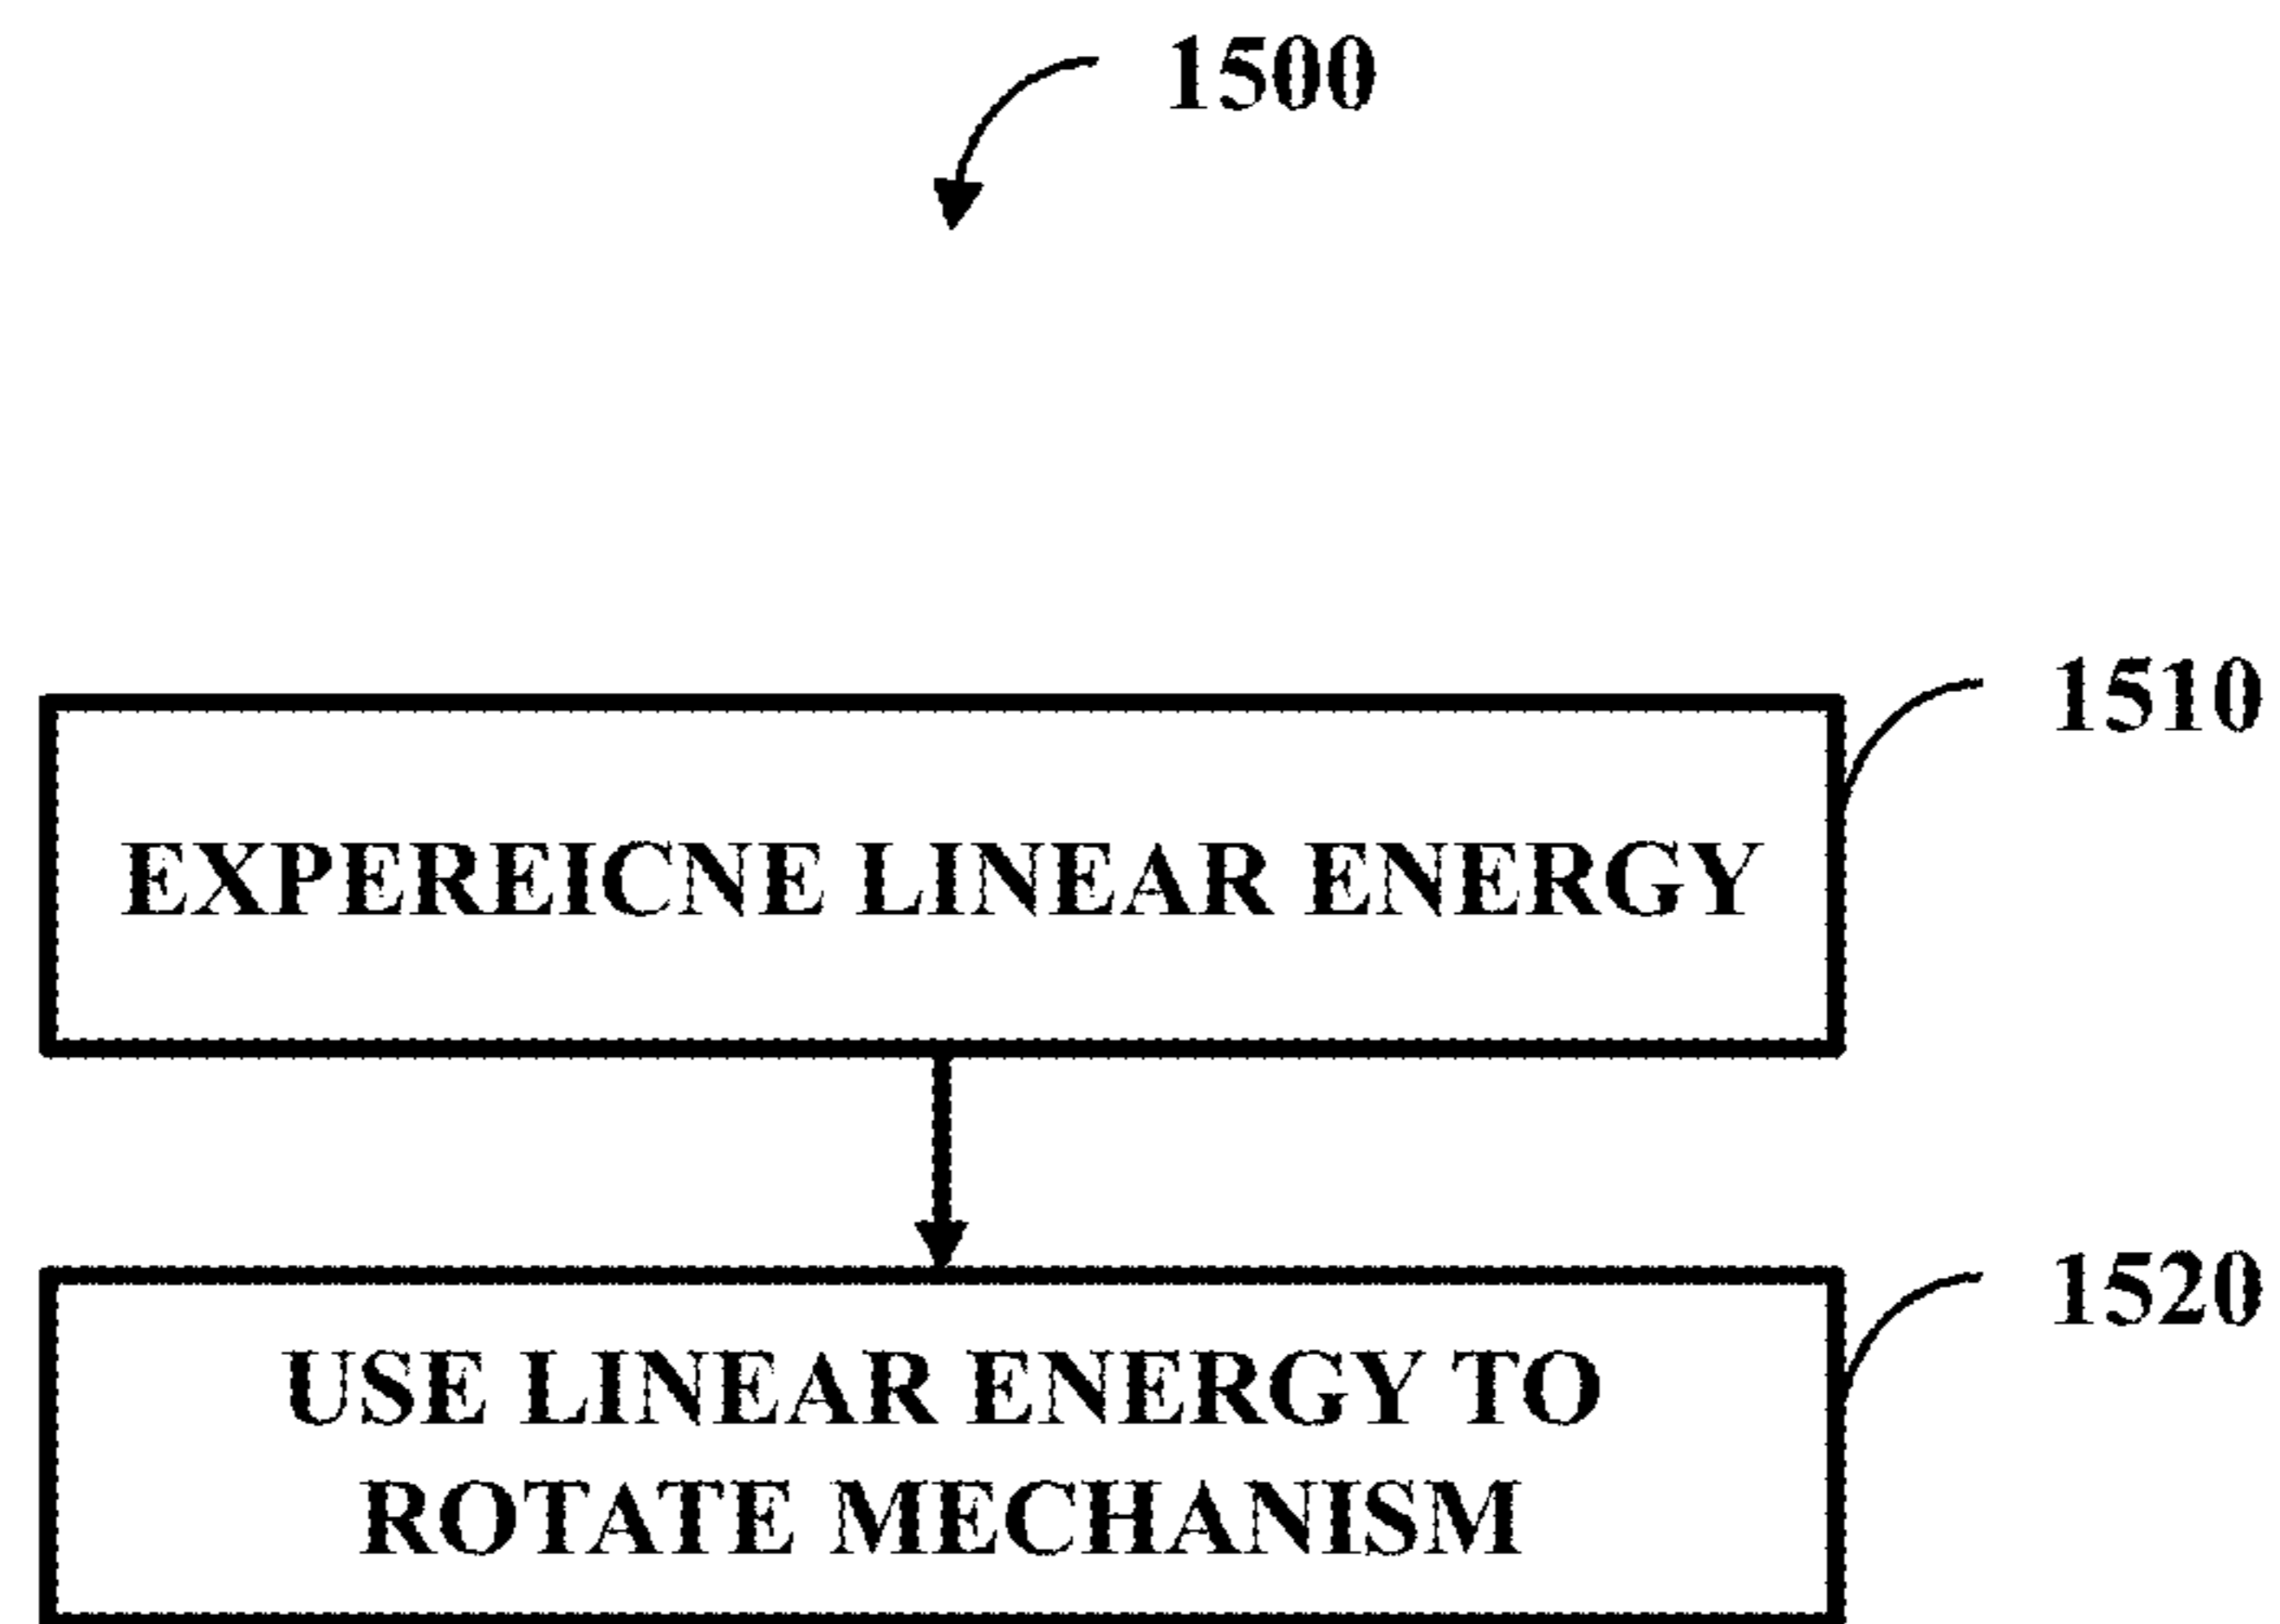 1500
1510
EXPEREICNE LINEAR ENERGY
1520
USE LINEAR ENERGY TO
ROTATE MECHANISM